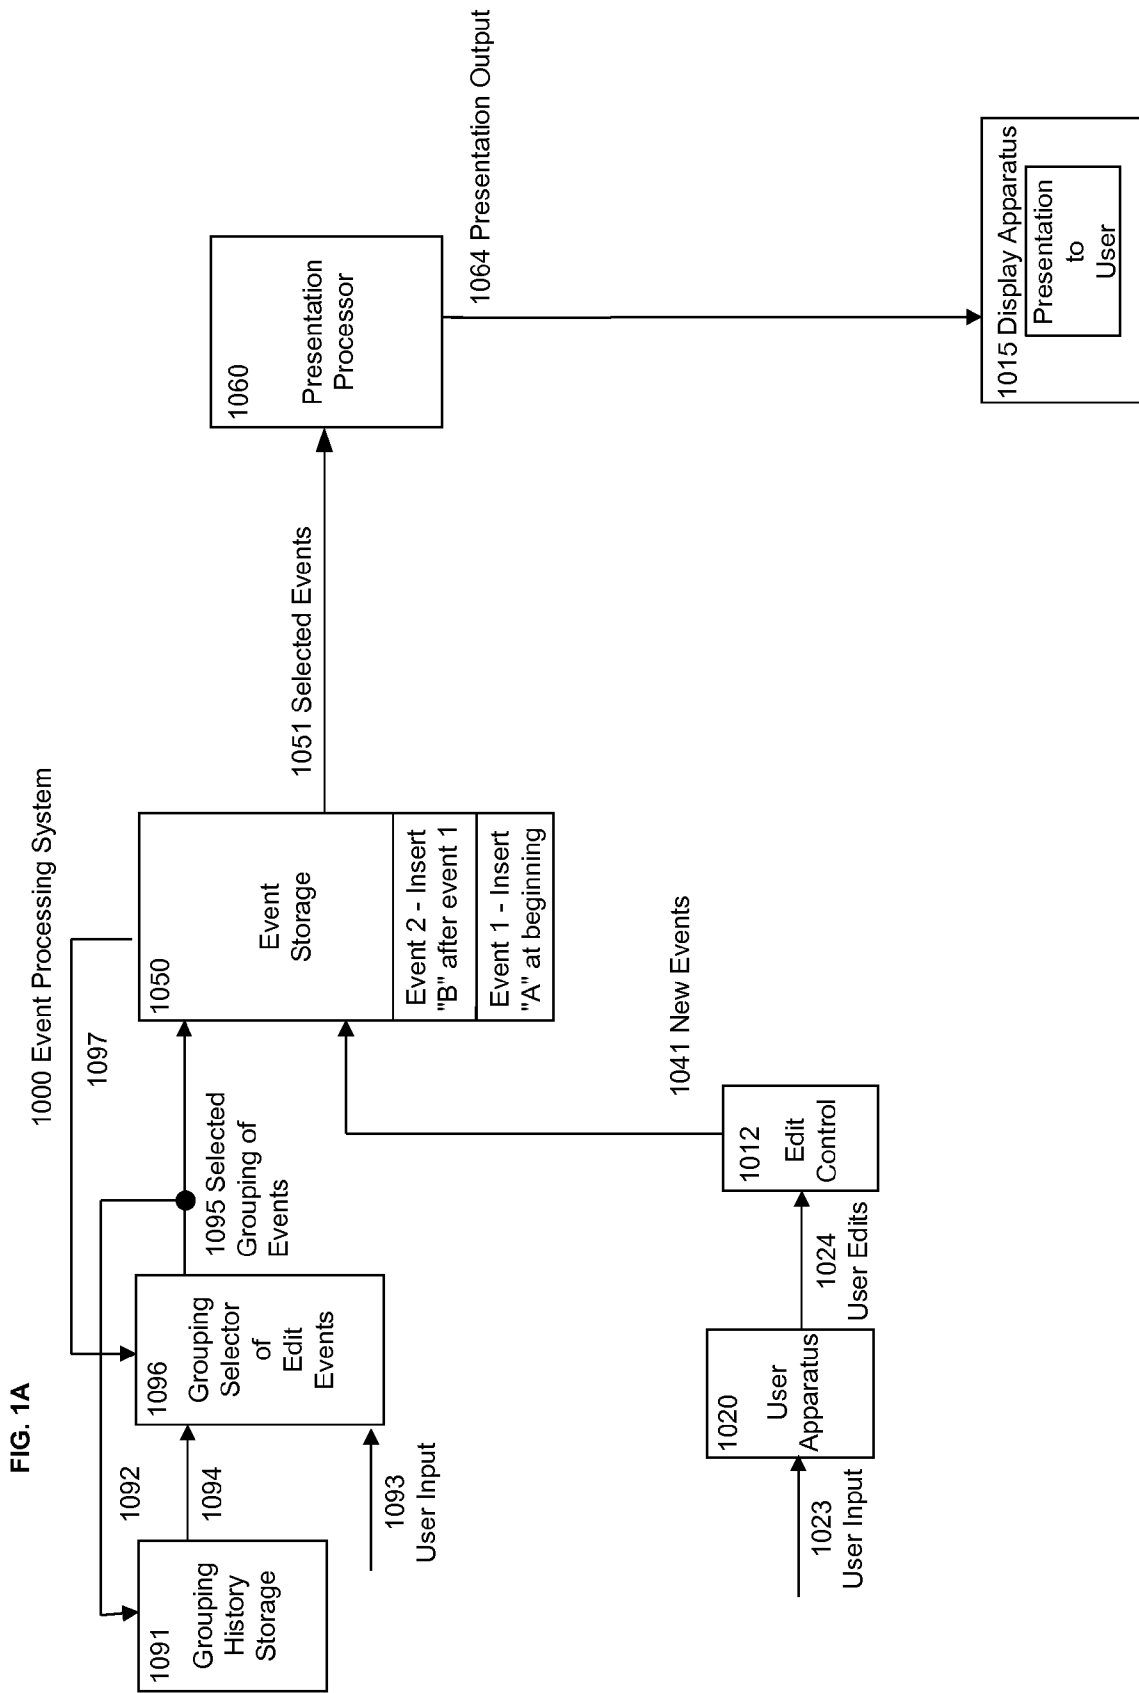 FIG. 1A
1000 Event Processing System
1097
1092
1094
1091
Grouping
History
Storage
1096
Grouping
Selector
of
Edit
Events
1093
User Input
1095 Selected
Grouping of
Events
1050
Event
Storage
Event 2 - Insert
"B" after event 1
Event 1 - Insert
"A" at beginning
1051 Selected Events
1060
Presentation
Processor
1064 Presentation Output
1023
User Input
1020
User
Apparatus
1024
User Edits
1012
Edit
Control
1041 New Events
1015 Display Apparatus
Presentation
to
User